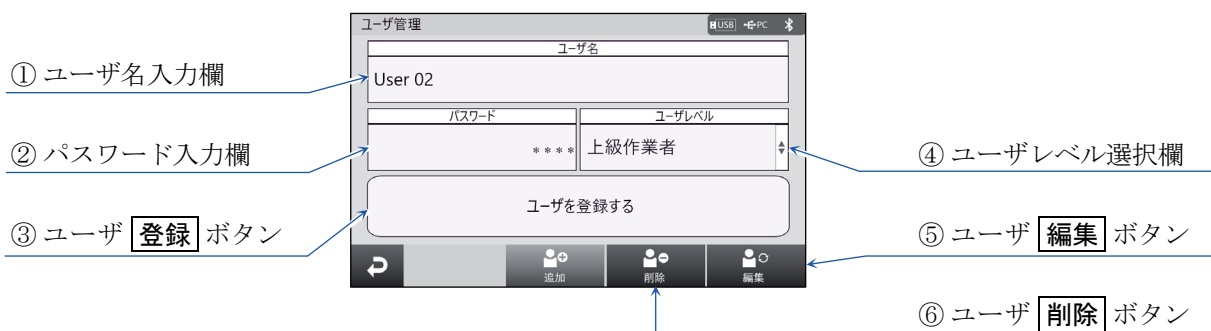 ユーザ管理
USB PC
ユーザ名
① ユーザ名入力欄
User 02
パスワード ユーザレベル
② パスワード入力欄
**** 上級作業者
④ ユーザレベル選択欄
ユーザを登録する
③ ユーザ 登録 ボタン
⑤ ユーザ 編集 ボタン
追加 削除 編集
⑥ ユーザ 削除 ボタン